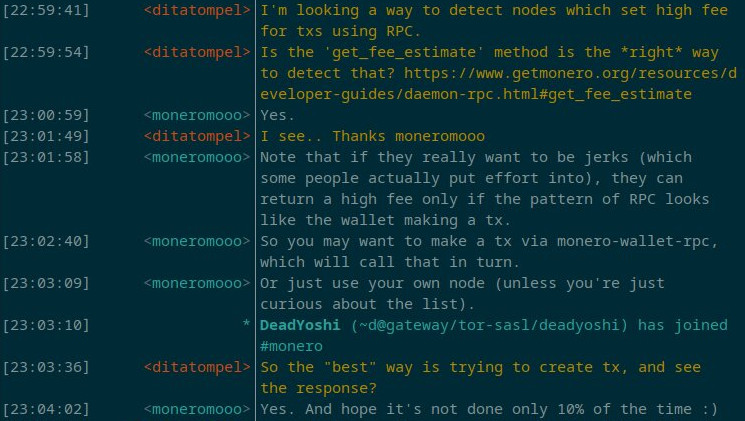 [22:59:41] <ditatompel> I'm looking a way to detect nodes which set high fee
for txs using RPC.
[22:59:54] <ditatompel> Is the 'get_fee_estimate' method is the *right* way
to detect that? https://www.getmonero.org/resources/d
eveloper-guides/daemon-rpc.html#get_fee_estimate
[23:00:59] <moneromooo> Yes.
[23:01:49] <ditatompel> I see.. Thanks moneromooo
[23:01:58] <moneromooo> Note that if they really want to be jerks (which
some people actually put effort into), they can
return a high fee only if the pattern of RPC looks
like the wallet making a tx.
[23:02:40] <moneromooo> So you may want to make a tx via monero-wallet-rpc,
which will call that in turn.
[23:03:09] <moneromooo> Or just use your own node (unless you're just
curious about the list).
[23:03:10] * DeadYoshi (~d@gateway/tor-sasl/deadyoshi) has joined
#monero
[23:03:36] <ditatompel> So the "best" way is trying to create tx, and see
the response?
[23:04:02] <moneromooo> Yes. And hope it's not done only 10% of the time :)